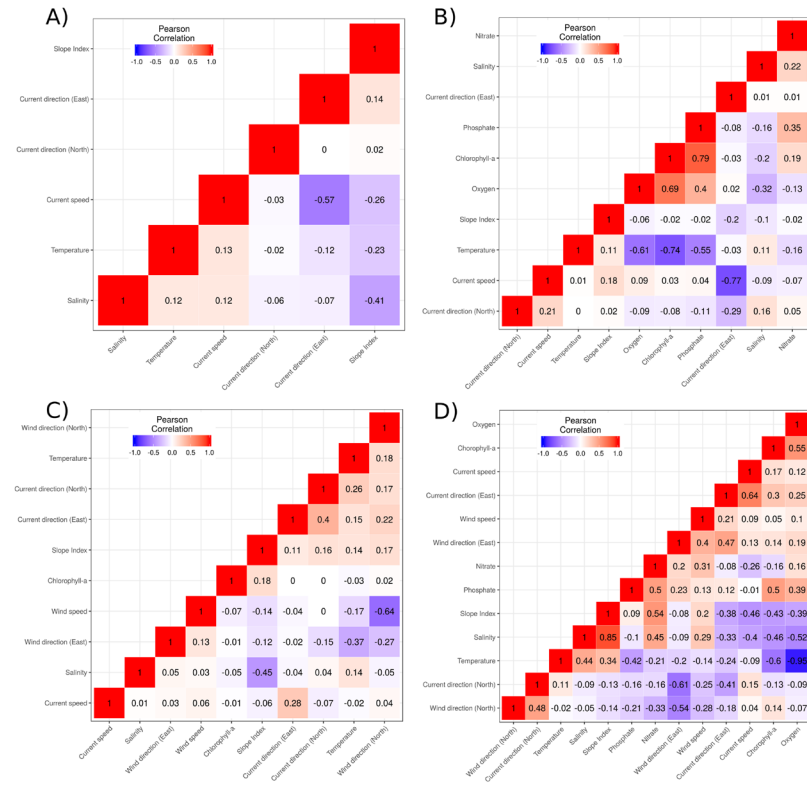 A)
Pearson
Correlation
-1.0 -0.5 0.0 0.5 1.0
Slope Index 1
Current direction (East) 1 0.14
Current direction (North) 1 0 0.02
Current speed 1 -0.03 -0.57 -0.26
Temperature 1 0.13 -0.02 -0.12 -0.23
Salinity 1 0.12 0.12 -0.06 -0.07 -0.41
Salinity Temperature Current speed Current direction (North) Current direction (East) Slope Index
B)
Pearson
Correlation
-1.0 -0.5 0.0 0.5 1.0
Nitrate 1
Salinity 1 0.22
Current direction (East) 1 0.01 0.01
Phosphate 1 -0.08 -0.16 0.35
Chlorophyll-a 1 0.79 -0.03 -0.2 0.19
Oxygen 1 0.69 0.4 0.02 -0.32 -0.13
Slope Index 1 -0.06 -0.02 -0.02 -0.2 -0.1 -0.02
Temperature 1 0.11 -0.61 -0.74 -0.55 -0.03 0.11 -0.16
Current speed 1 0.01 0.18 0.09 0.03 0.04 -0.77 -0.09 -0.07
Current direction (North) 1 0.21 0 0.02 -0.09 -0.08 -0.11 -0.29 0.16 0.05
Current direction (North) Current speed Temperature Slope Index Oxygen Chlorophyll-a Phosphate Current direction (East) Salinity Nitrate
C)
Pearson
Correlation
-1.0 -0.5 0.0 0.5 1.0
Wind direction (North) 1
Temperature 1 0.18
Current direction (North) 1 0.26 0.17
Current direction (East) 1 0.4 0.15 0.22
Slope Index 1 0.11 0.16 0.14 0.17
Chlorophyll-a 1 0.18 0 0 -0.03 0.02
Wind speed 1 -0.07 -0.14 -0.04 0 -0.17 -0.64
Wind direction (East) 1 0.13 -0.01 -0.12 -0.02 -0.15 -0.37 -0.27
Salinity 1 0.05 0.03 -0.05 -0.45 -0.07 0.04 0.14 -0.05
Current speed 1 0.01 0.03 0.06 -0.01 -0.06 0.28 -0.07 -0.02 0.04
Current speed Salinity Wind direction (East) Wind speed Chlorophyll-a Slope Index Current direction (East) Current direction (North) Temperature Wind direction (North)
D)
Pearson
Correlation
-1.0 -0.5 0.0 0.5 1.0
Oxygen 1
Chorophyll-a 1 0.55
Current speed 1 0.17 0.12
Current direction (East) 1 0.64 0.3 0.25
Wind speed 1 0.21 0.09 0.05 0.1
Wind direction (East) 1 0.4 0.47 0.13 0.14 0.19
Nitrate 1 0.2 0.31 -0.08 -0.26 -0.16 0.16
Phosphate 1 0.5 0.23 0.13 0.12 -0.01 0.5 0.39
Slope Index 1 0.09 0.54 -0.08 0.2 -0.38 -0.46 -0.43 -0.39
Salinity 1 0.85 -0.1 0.45 -0.09 0.29 -0.33 -0.4 -0.46 -0.52
Temperature 1 0.44 0.34 -0.42 -0.21 -0.2 -0.14 -0.24 -0.09 -0.6 -0.95
Current direction (North) 1 0.11 -0.09 -0.13 -0.16 -0.16 -0.61 -0.25 -0.41 0.15 -0.13 -0.09
Wind direction (North) 1 0.48 -0.02 -0.05 -0.14 -0.21 -0.33 -0.54 -0.28 -0.18 0.04 0.14 -0.07
Wind direction (North) Current direction (North) Temperature Salinity Slope Index Phosphate Nitrate Wind direction (East) Wind speed Current direction (East) Current speed Chorophyll-a Oxygen